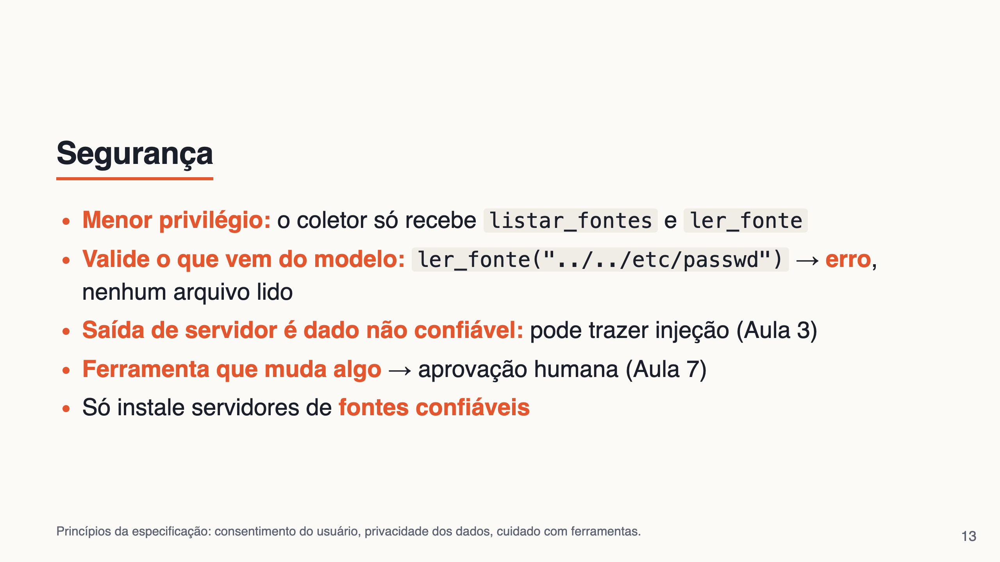 Segurança
• Menor privilégio: o coletor só recebe listar_fontes e ler_fonte
• Valide o que vem do modelo: ler_fonte("../../etc/passwd") → erro,
nenhum arquivo lido
• Saída de servidor é dado não confiável: pode trazer injeção (Aula 3)
• Ferramenta que muda algo → aprovação humana (Aula 7)
• Só instale servidores de fontes confiáveis
Princípios da especificação: consentimento do usuário, privacidade dos dados, cuidado com ferramentas.
13